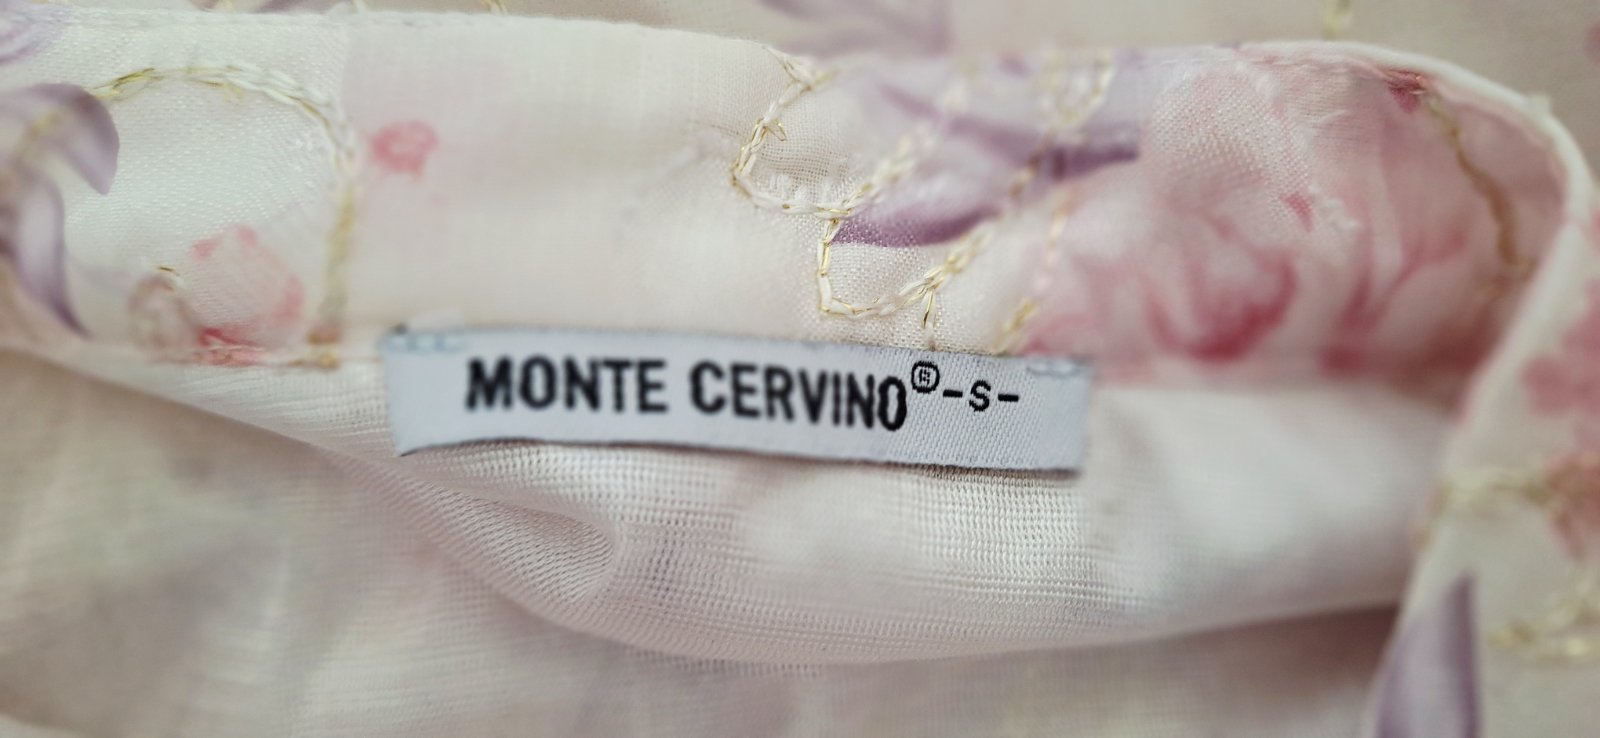 MONTE CERVINO® -S-